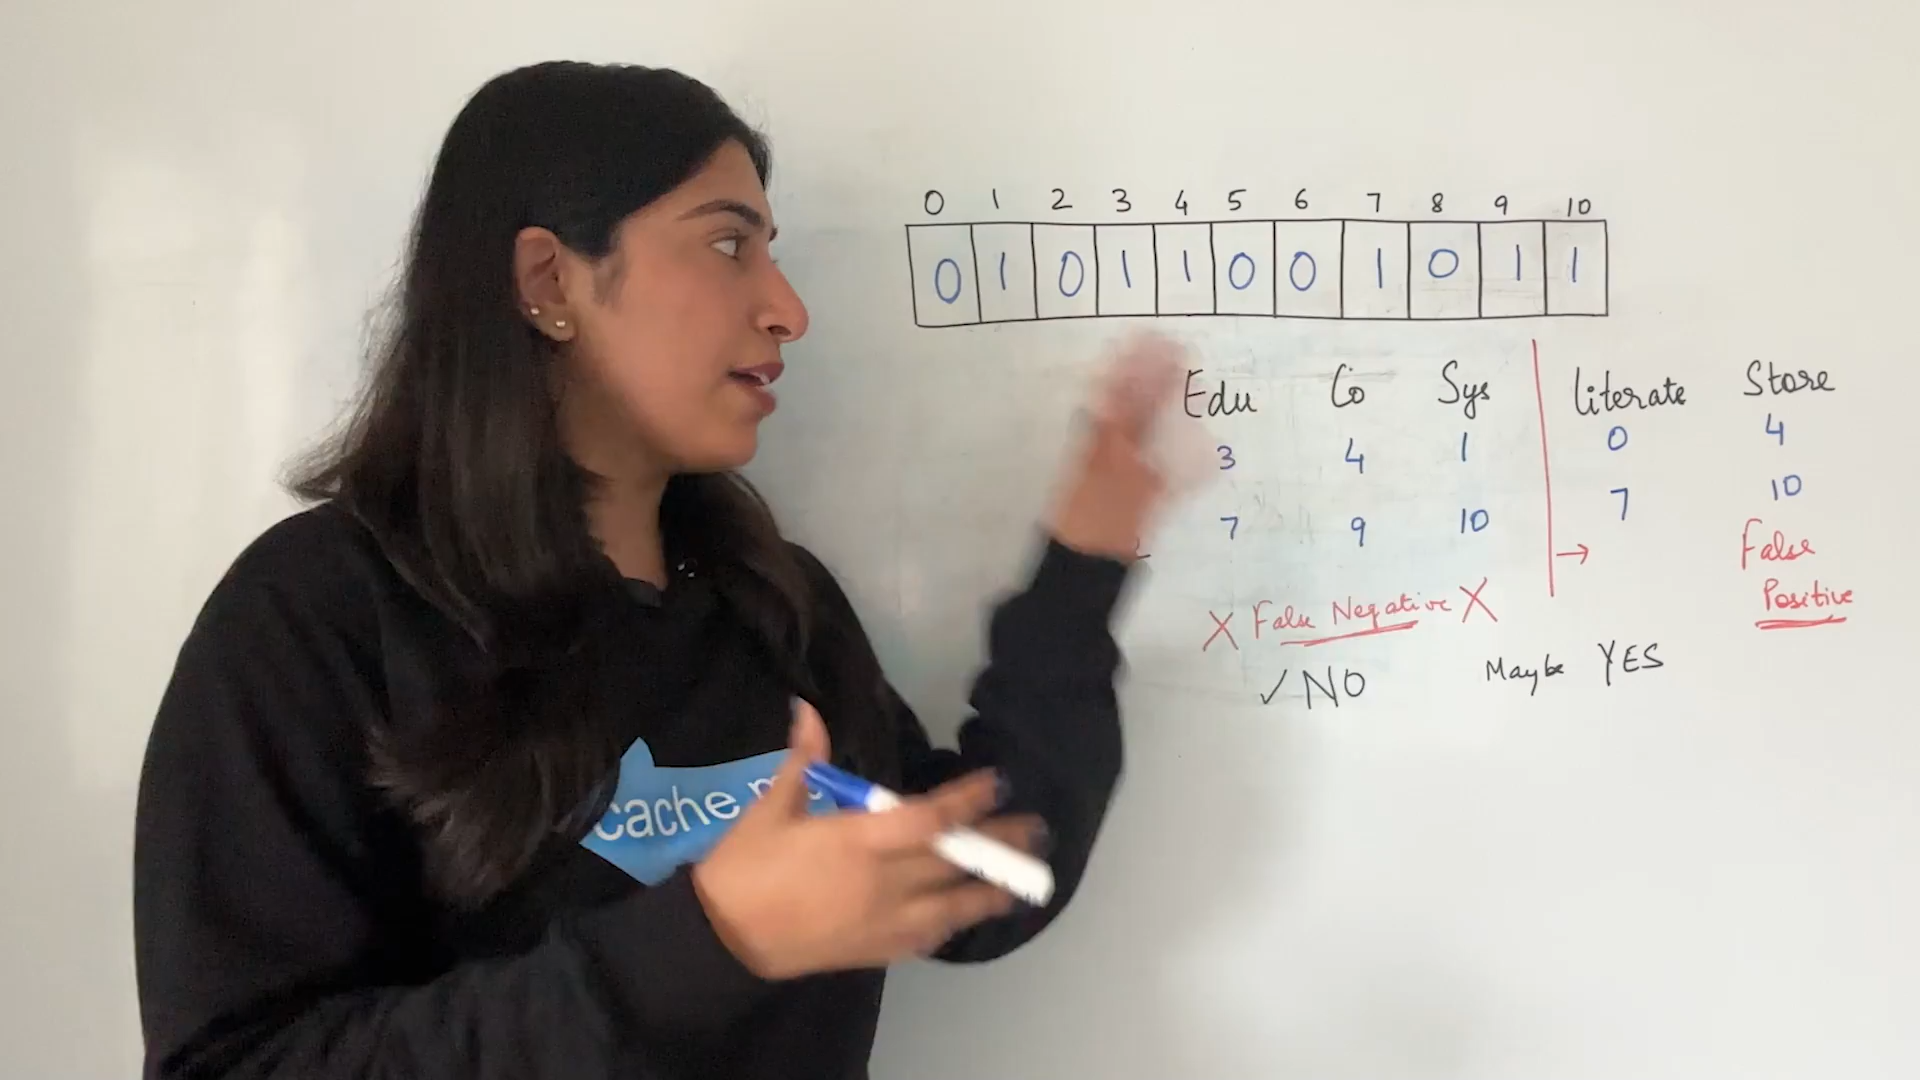 0 1 2 3 4 5 6 7 8 9 10
0 1 0 1 1 0 0 1 0 1 1
Edu Co Sys literate Store
3 4 1 0 4
7 9 10 7 10
→ False
Positive
X False Negative X
✓ NO Maybe YES
cache